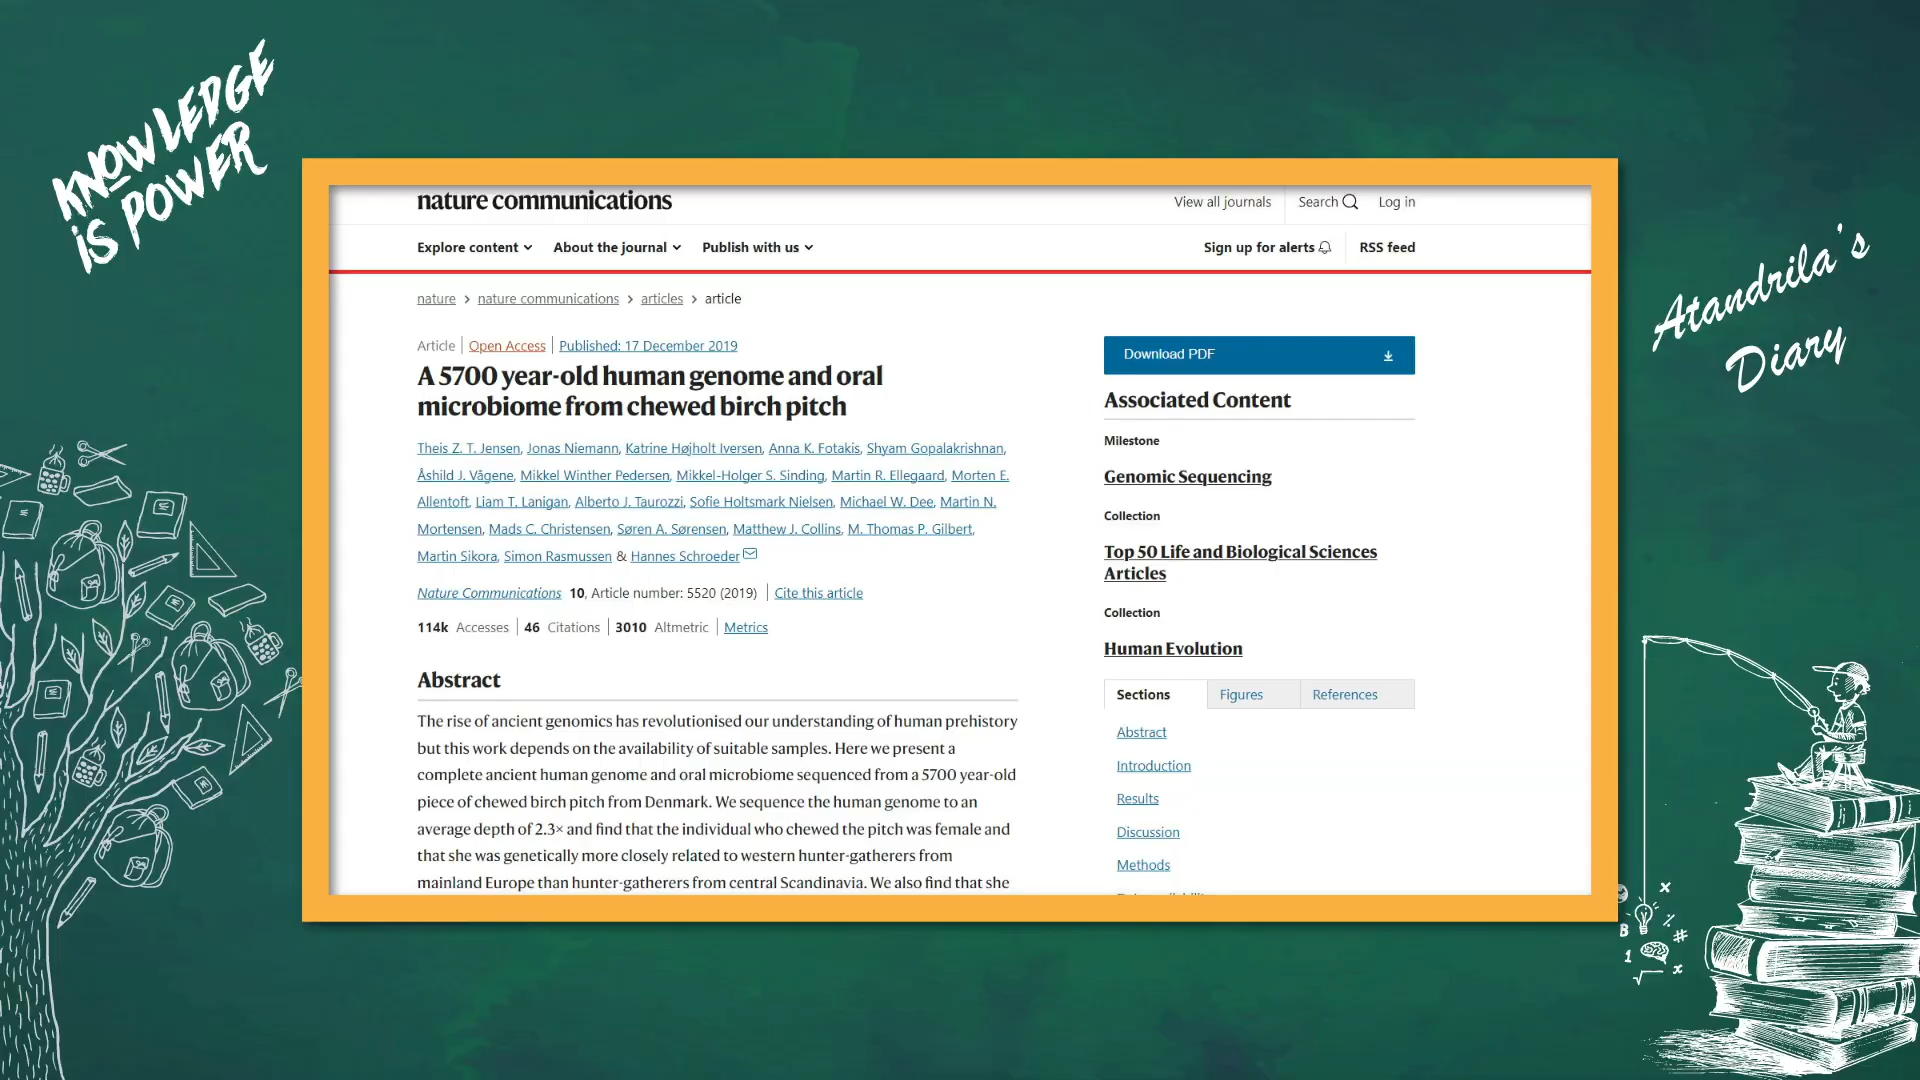 KNOWLEDGE
IS POWER
Atandrila's
Diary
nature communications
View all journals
Search
Log in
Explore content
About the journal
Publish with us
Sign up for alerts
RSS feed
nature > nature communications > articles > article
Article | Open Access | Published: 17 December 2019
A 5700 year-old human genome and oral
microbiome from chewed birch pitch
Theis Z. T. Jensen, Jonas Niemann, Katrine Højholt Iversen, Anna K. Fotakis, Shyam Gopalakrishnan,
Åshild J. Vågene, Mikkel Winther Pedersen, Mikkel-Holger S. Sinding, Martin R. Ellegaard, Morten E.
Allentoft, Liam T. Lanigan, Alberto J. Taurozzi, Sofie Holtsmark Nielsen, Michael W. Dee, Martin N.
Mortensen, Mads C. Christensen, Søren A. Sørensen, Matthew J. Collins, M. Thomas P. Gilbert,
Martin Sikora, Simon Rasmussen & Hannes Schroeder
Nature Communications 10, Article number: 5520 (2019) | Cite this article
114k Accesses | 46 Citations | 3010 Altmetric | Metrics
Abstract
The rise of ancient genomics has revolutionised our understanding of human prehistory
but this work depends on the availability of suitable samples. Here we present a
complete ancient human genome and oral microbiome sequenced from a 5700 year-old
piece of chewed birch pitch from Denmark. We sequence the human genome to an
average depth of 2.3× and find that the individual who chewed the pitch was female and
that she was genetically more closely related to western hunter-gatherers from
mainland Europe than hunter-gatherers from central Scandinavia. We also find that she
Download PDF
Associated Content
Milestone
Genomic Sequencing
Collection
Top 50 Life and Biological Sciences
Articles
Collection
Human Evolution
Sections
Figures
References
Abstract
Introduction
Results
Discussion
Methods